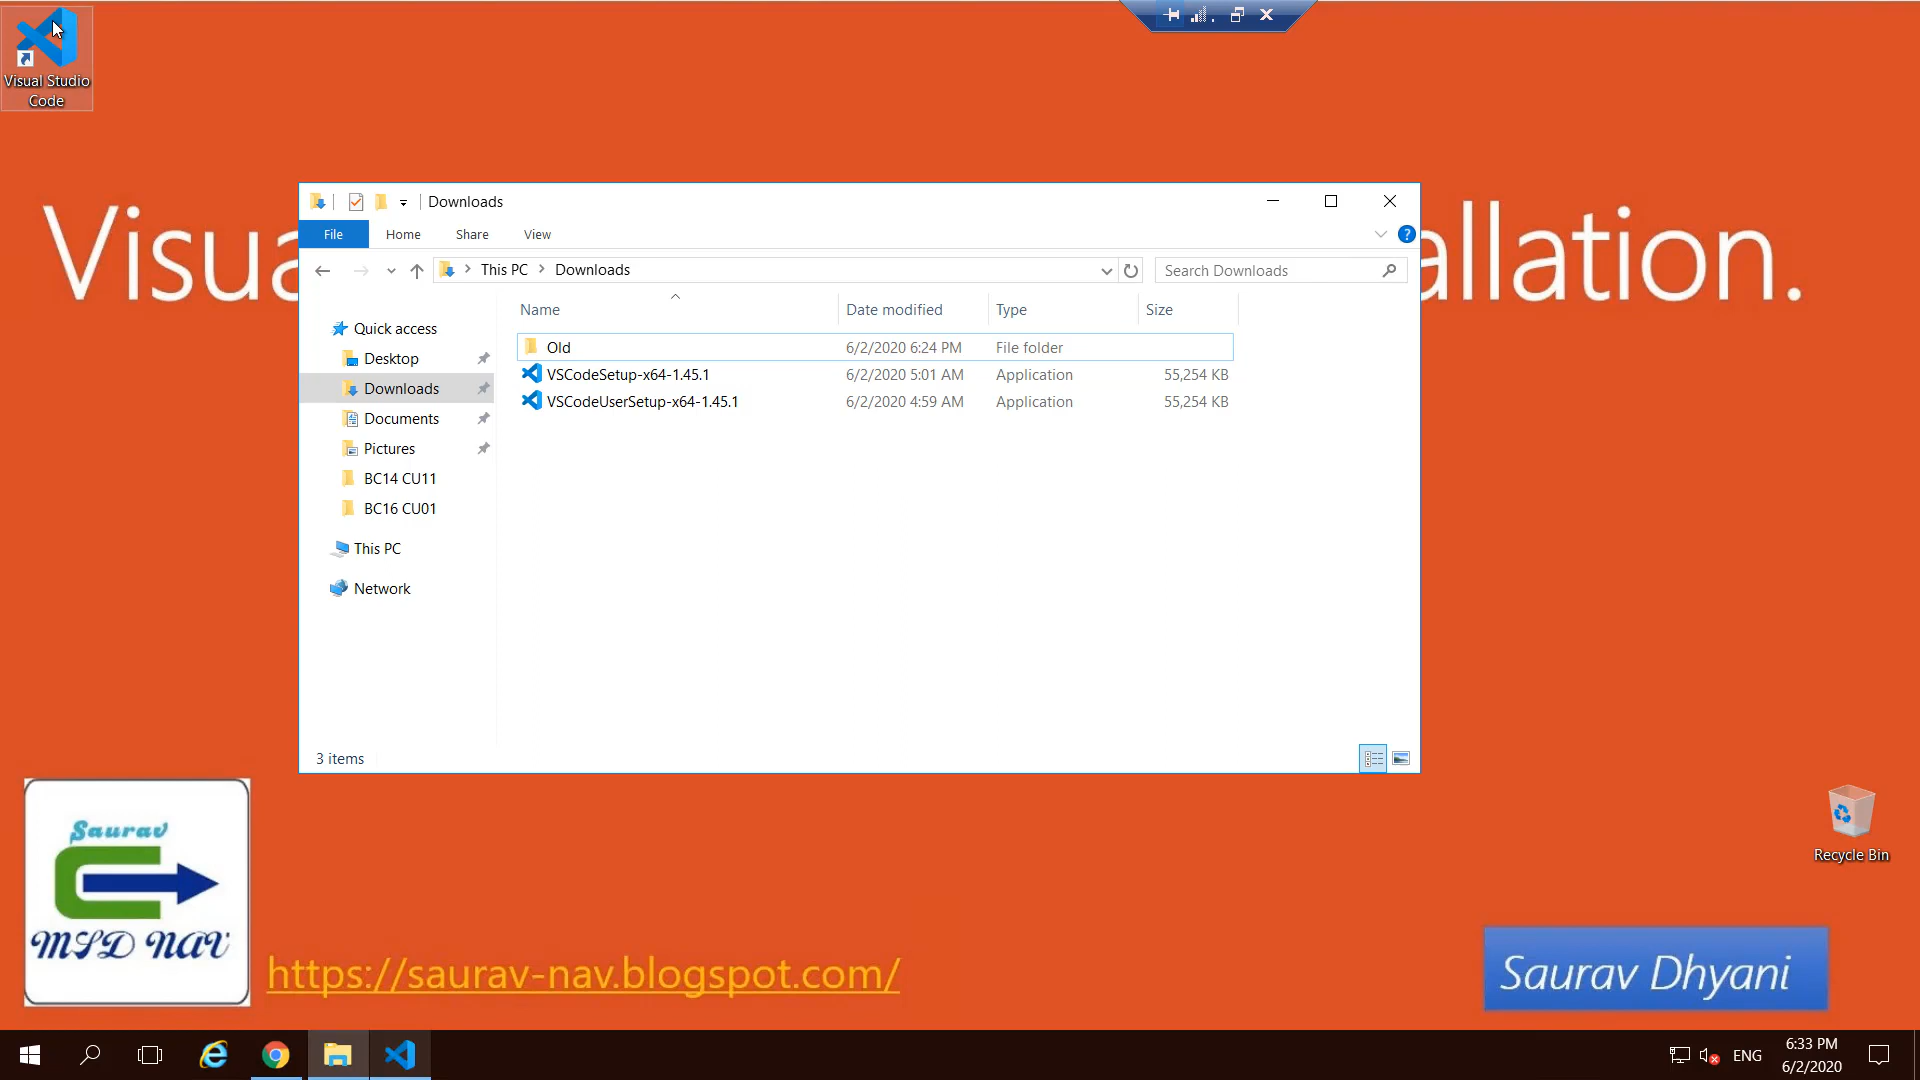 Visual Studio
Code
Visua
allation.
Downloads
File
Home
Share
View
This PC
Downloads
Search Downloads
Name
Date modified
Type
Size
Quick access
Desktop
Downloads
Documents
Pictures
BC14 CU11
BC16 CU01
This PC
Network
Old
6/2/2020 6:24 PM
File folder
VSCodeSetup-x64-1.45.1
6/2/2020 5:01 AM
Application
55,254 KB
VSCodeUserSetup-x64-1.45.1
6/2/2020 4:59 AM
Application
55,254 KB
3 items
Recycle Bin
Saurav
MSD NAV
https://saurav-nav.blogspot.com/
Saurav Dhyani
ENG
6:33 PM
6/2/2020